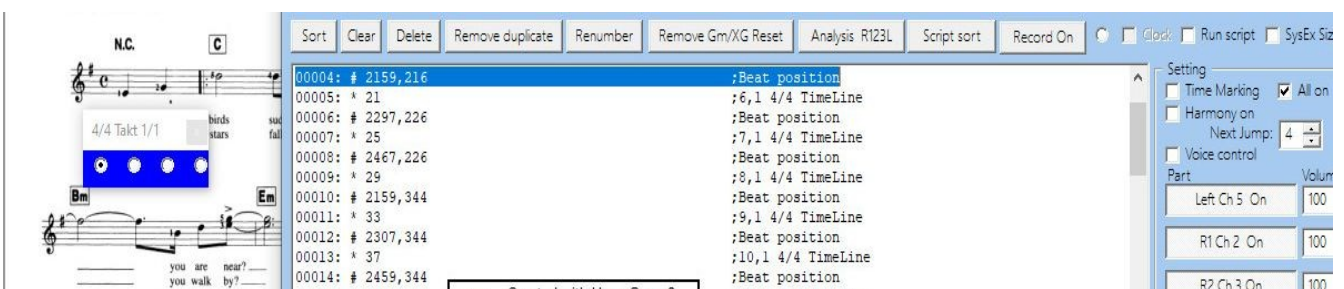 N.C. C
birds
stars fall
4/4 Takt 1/1
Bm Em
you are near?
you walk by?
Sort Clear Delete Remove duplicate Renumber Remove Gm/XG Reset Analysis R123L Script sort Record On Clock Run script SysEx Siz
00004: # 2159,216 ;Beat position
00005: * 21 ;6,1 4/4 TimeLine
00006: # 2297,226 ;Beat position
00007: * 25 ;7,1 4/4 TimeLine
00008: # 2467,226 ;Beat position
00009: * 29 ;8,1 4/4 TimeLine
00010: # 2159,344 ;Beat position
00011: * 33 ;9,1 4/4 TimeLine
00012: # 2307,344 ;Beat position
00013: * 37 ;10,1 4/4 TimeLine
00014: # 2459,344 ;Beat position
Setting
Time Marking All on
Harmony on
Next Jump: 4
Voice control
Part Volum
Left Ch 5 On 100
R1 Ch 2 On 100
R2 Ch 3 On 100